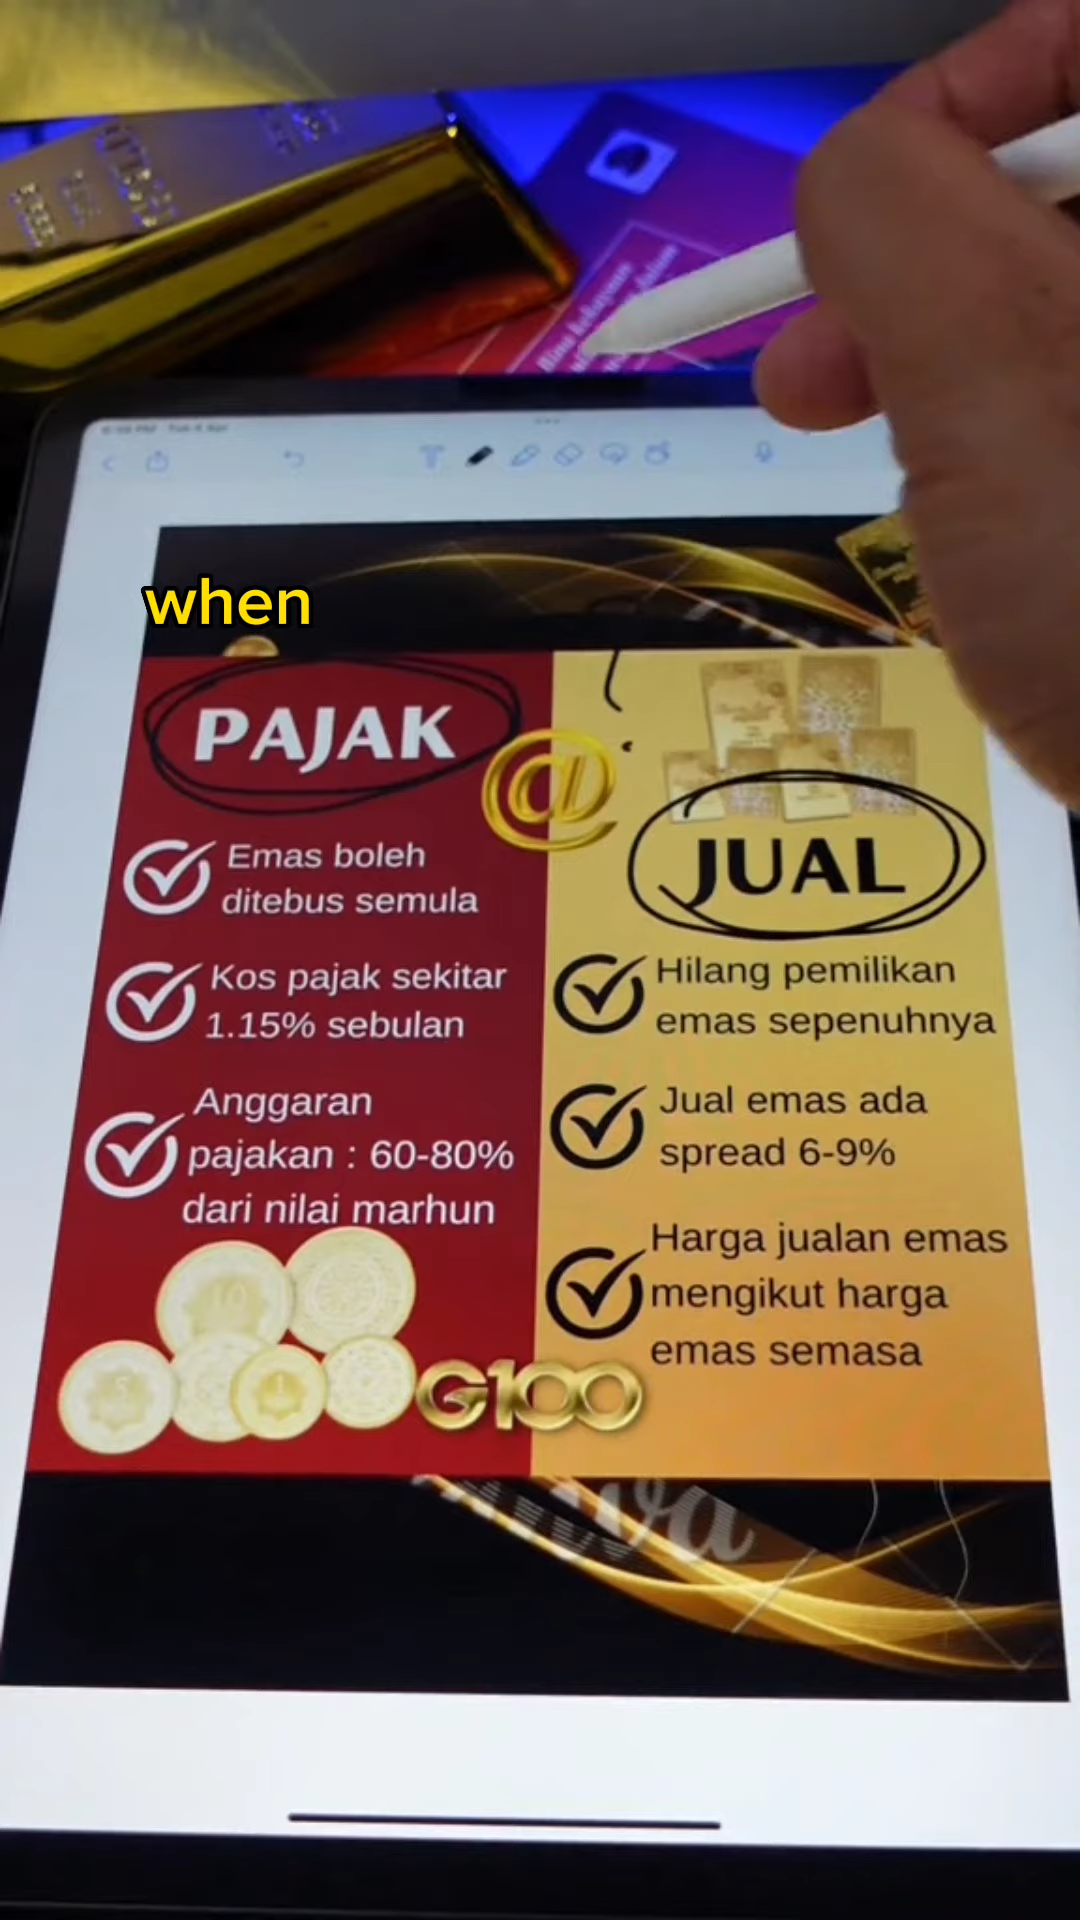 when
PAJAK
@
JUAL
Emas boleh
ditebus semula
Kos pajak sekitar
1.15% sebulan
Anggaran
pajakan : 60-80%
dari nilai marhun
Hilang pemilikan
emas sepenuhnya
Jual emas ada
spread 6-9%
Harga jualan emas
mengikut harga
emas semasa
G100